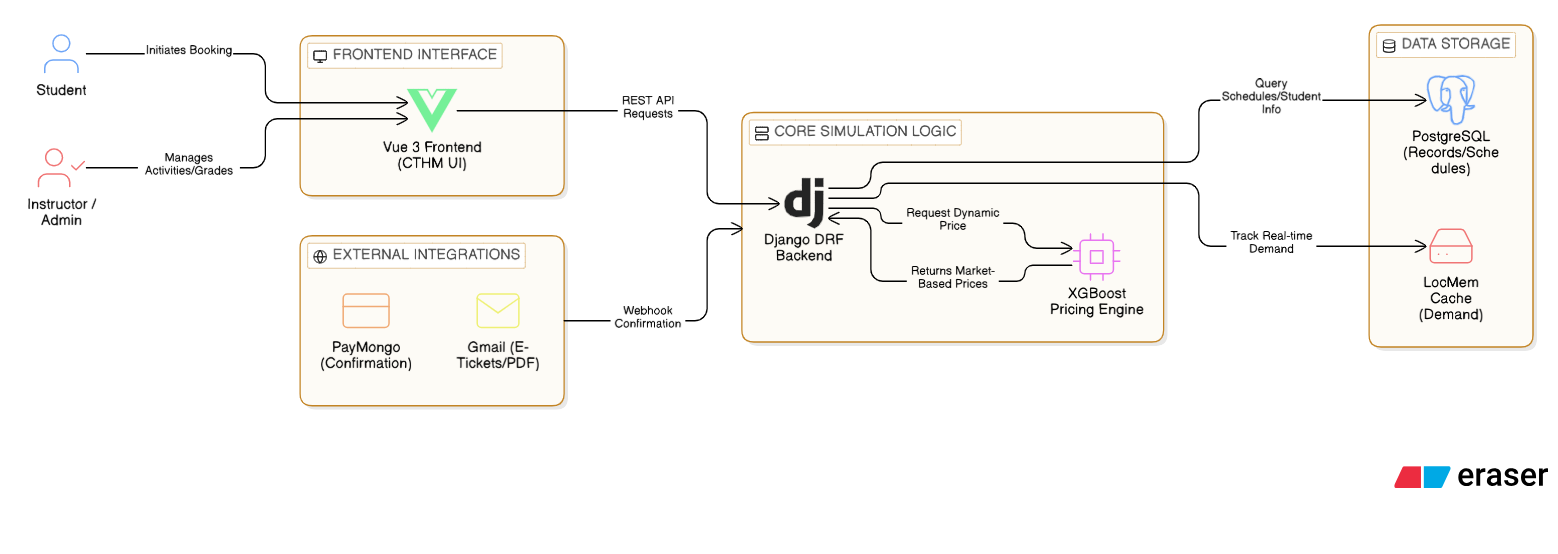 Student
Initiates Booking
Instructor /
Admin
Manages
Activities/Grades
FRONTEND INTERFACE
Vue 3 Frontend
(CTHM UI)
EXTERNAL INTEGRATIONS
PayMongo
(Confirmation)
Gmail (E-
Tickets/PDF)
REST API
Requests
Webhook
Confirmation
CORE SIMULATION LOGIC
dj
Django DRF
Backend
Request Dynamic
Price
Returns Market-
Based Prices
XGBoost
Pricing Engine
Query
Schedules/Student
Info
Track Real-time
Demand
DATA STORAGE
PostgreSQL
(Records/Sche
dules)
LocMem
Cache
(Demand)
eraser